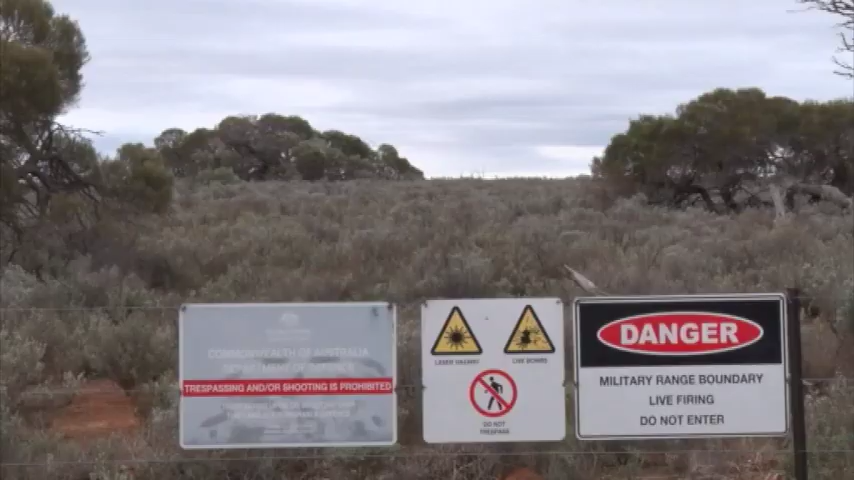 COMMONWEALTH OF AUSTRALIA
DEPARTMENT OF DEFENCE
TRESPASSING AND/OR SHOOTING IS PROHIBITED
LASER HAZARD
LIVE BOMBS
DO NOT
TRESPASS
DANGER
MILITARY RANGE BOUNDARY
LIVE FIRING
DO NOT ENTER